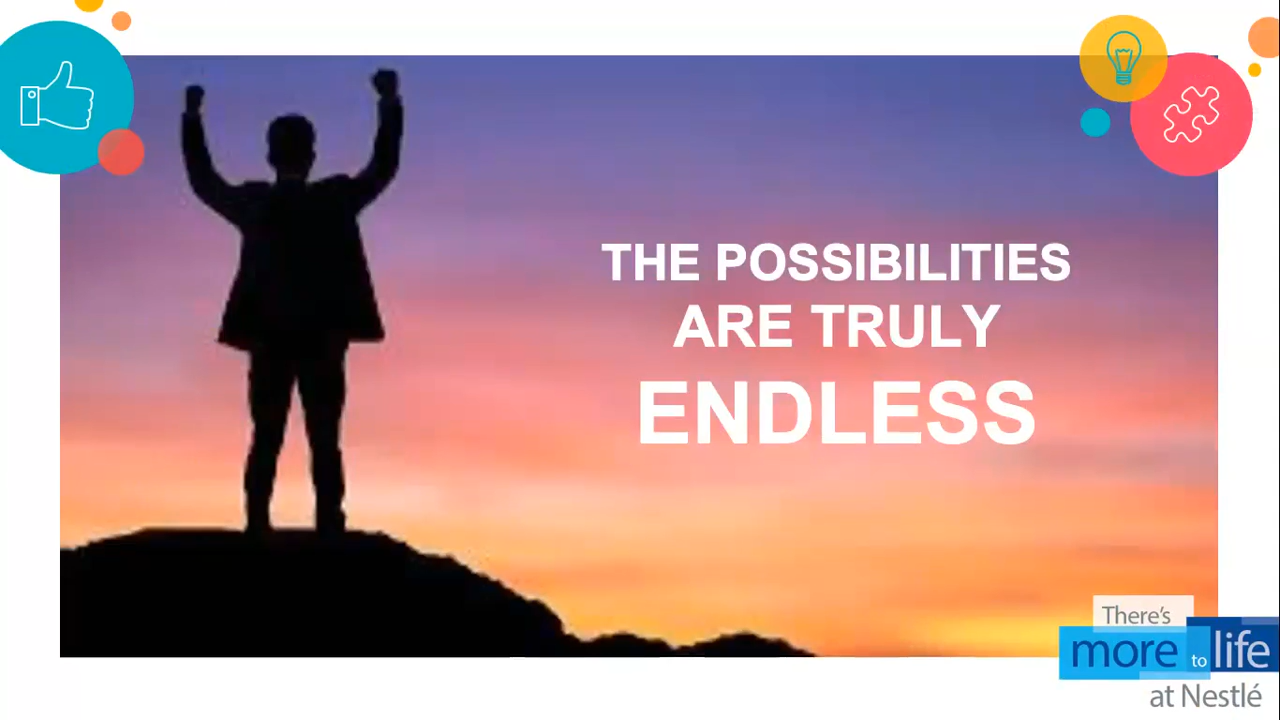 THE POSSIBILITIES
ARE TRULY
ENDLESS
There's
more to life
at Nestlé